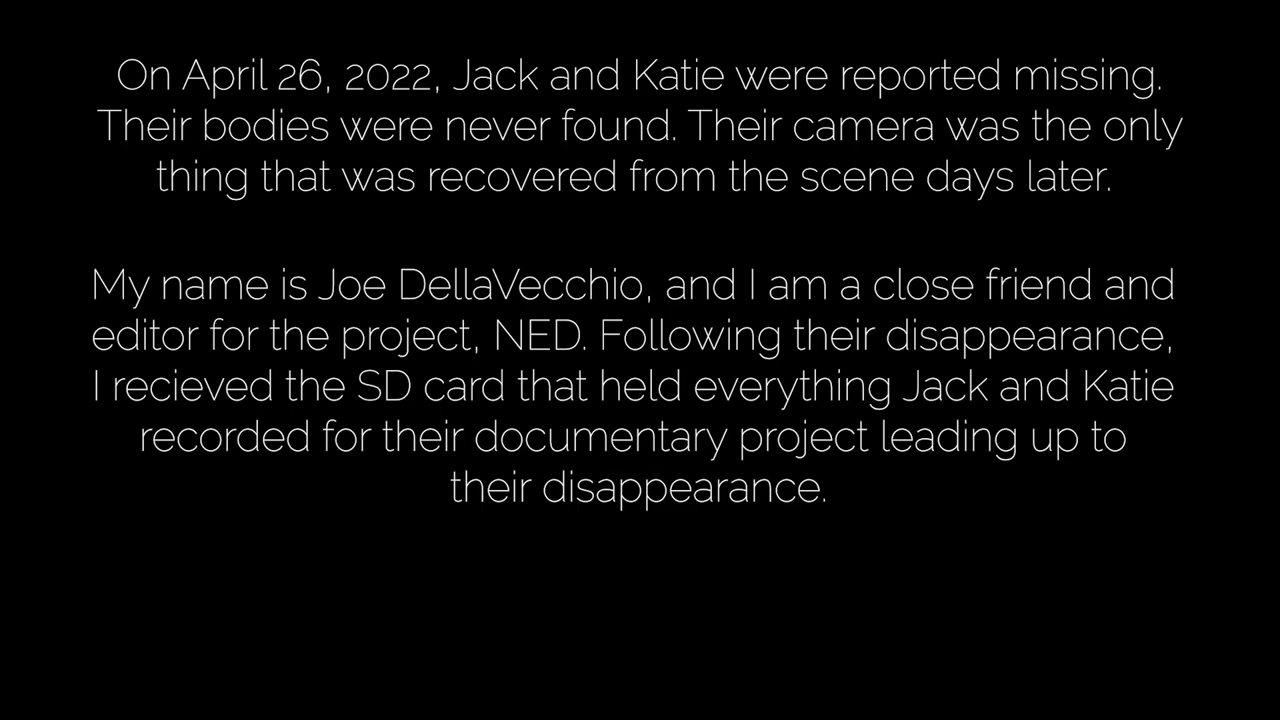 On April 26, 2022, Jack and Katie were reported missing.
Their bodies were never found. Their camera was the only
thing that was recovered from the scene days later.
My name is Joe DellaVecchio, and I am a close friend and
editor for the project, NED. Following their disappearance,
I recieved the SD card that held everything Jack and Katie
recorded for their documentary project leading up to
their disappearance.